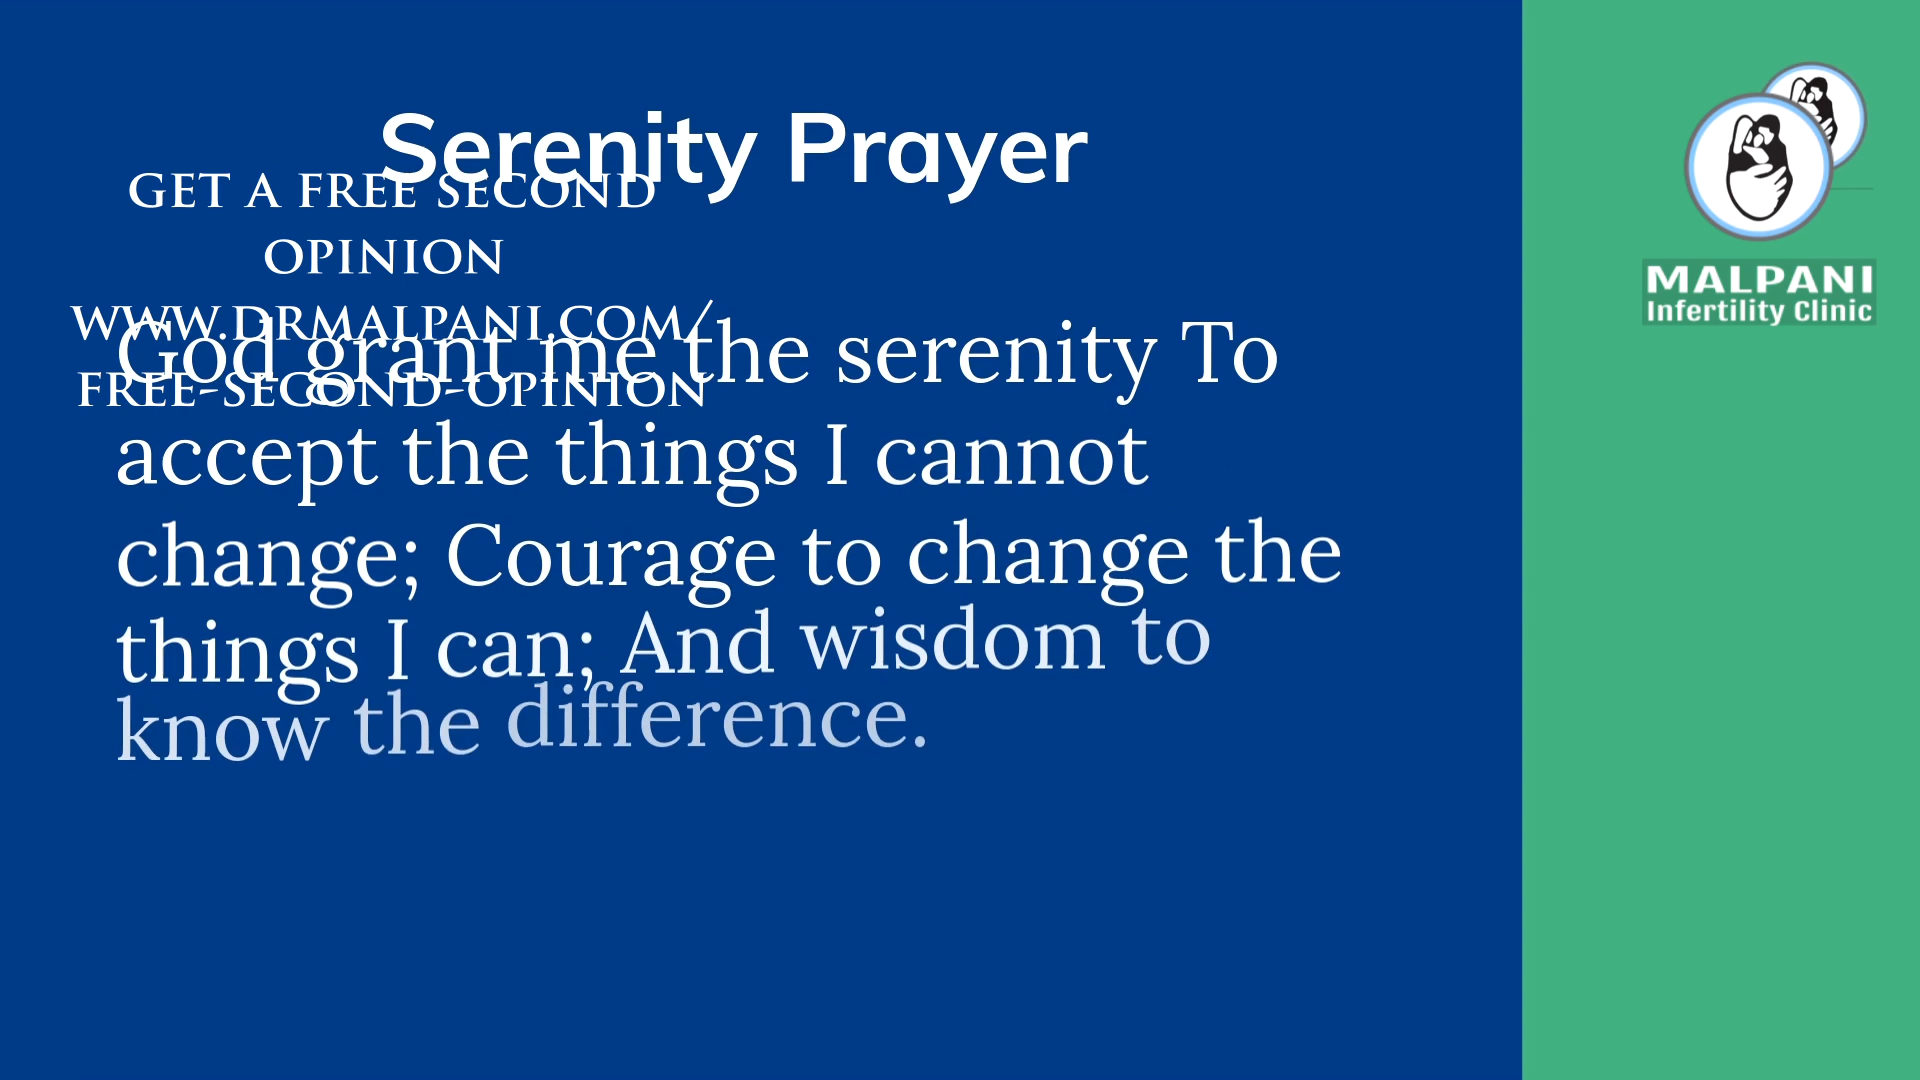 Serenity Prayer
GET A FREE SECOND
OPINION
WWW.DRMALPANI.COM/
FREE-SECOND-OPINION
God grant me the serenity To
accept the things I cannot
change; Courage to change the
things I can; And wisdom to
know the difference.
MALPANI
Infertility Clinic